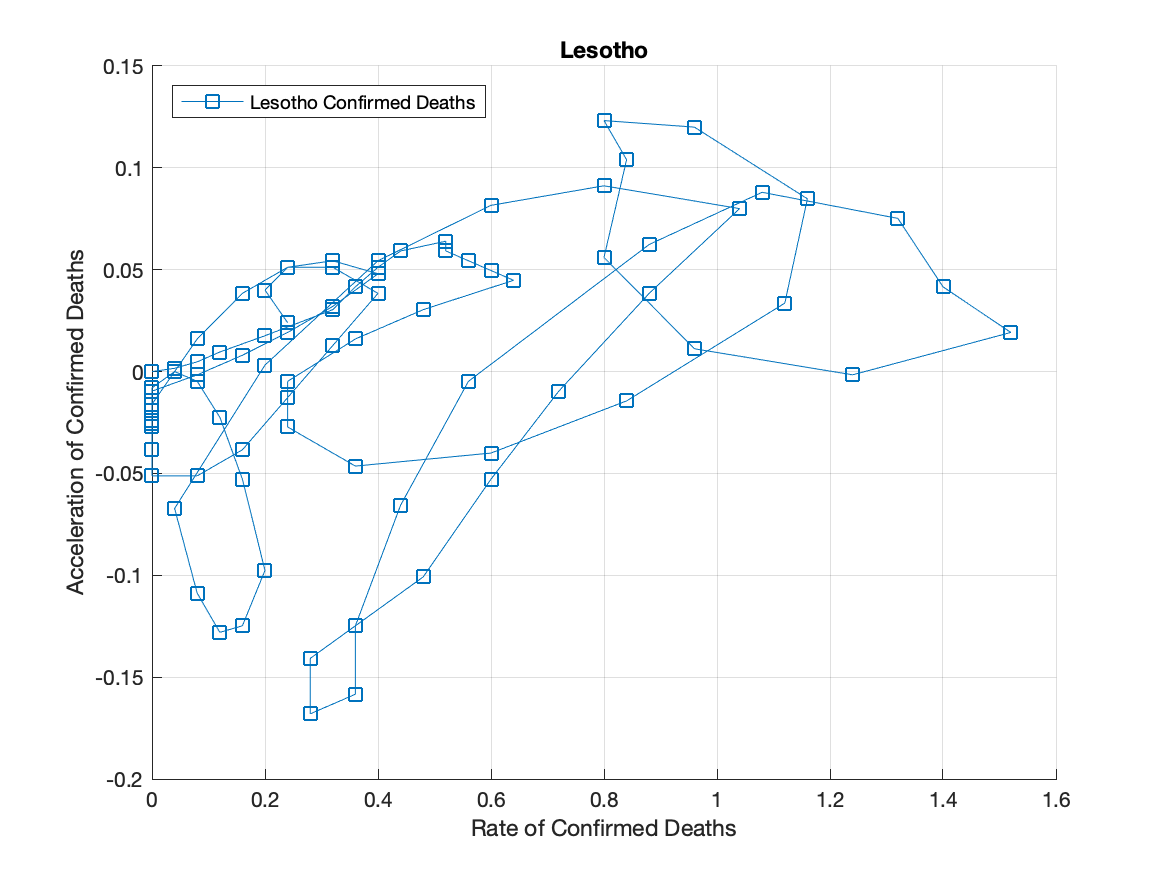 Lesotho
Lesotho Confirmed Deaths
0.15
0.1
0.05
0
-0.05
-0.1
-0.15
-0.2
Acceleration of Confirmed Deaths
0 0.2 0.4 0.6 0.8 1 1.2 1.4 1.6
Rate of Confirmed Deaths